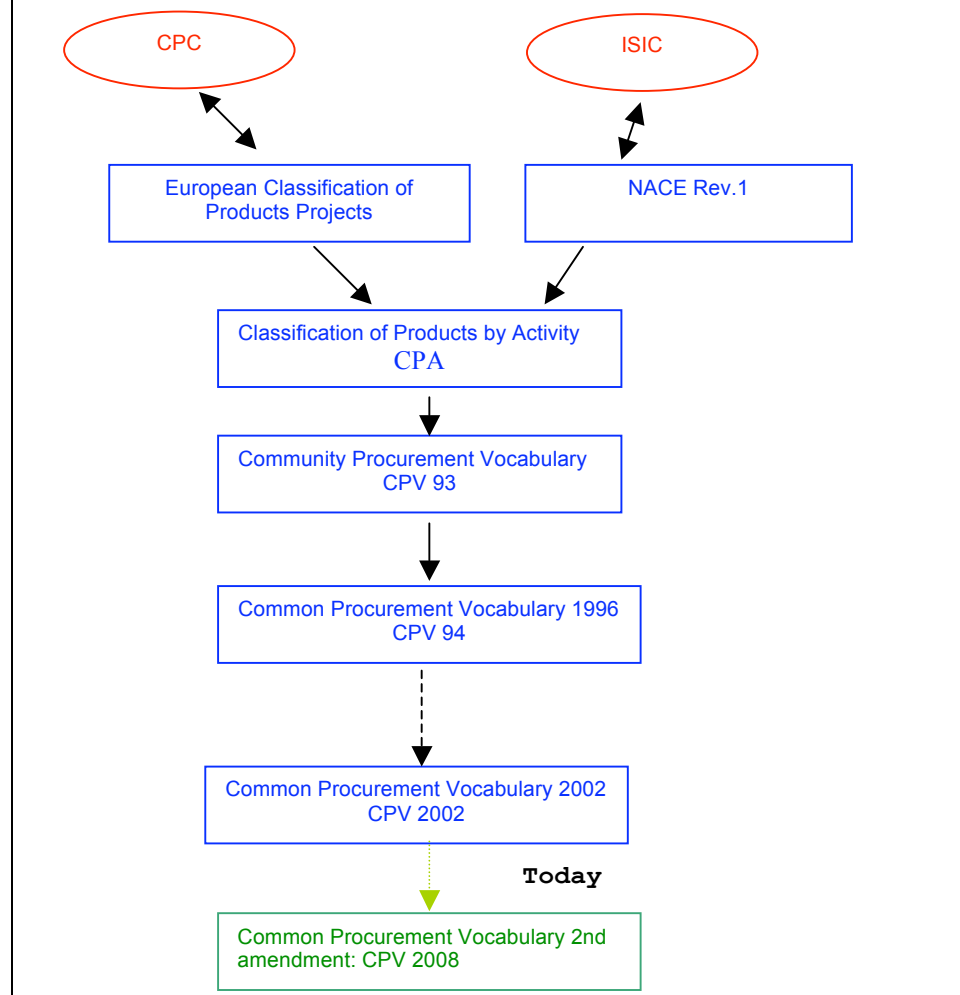 CPC
ISIC
European Classification of
Products Projects
NACE Rev.1
Classification of Products by Activity
CPA
Community Procurement Vocabulary
CPV 93
Common Procurement Vocabulary 1996
CPV 94
Common Procurement Vocabulary 2002
CPV 2002
Today
Common Procurement Vocabulary 2nd
amendment: CPV 2008